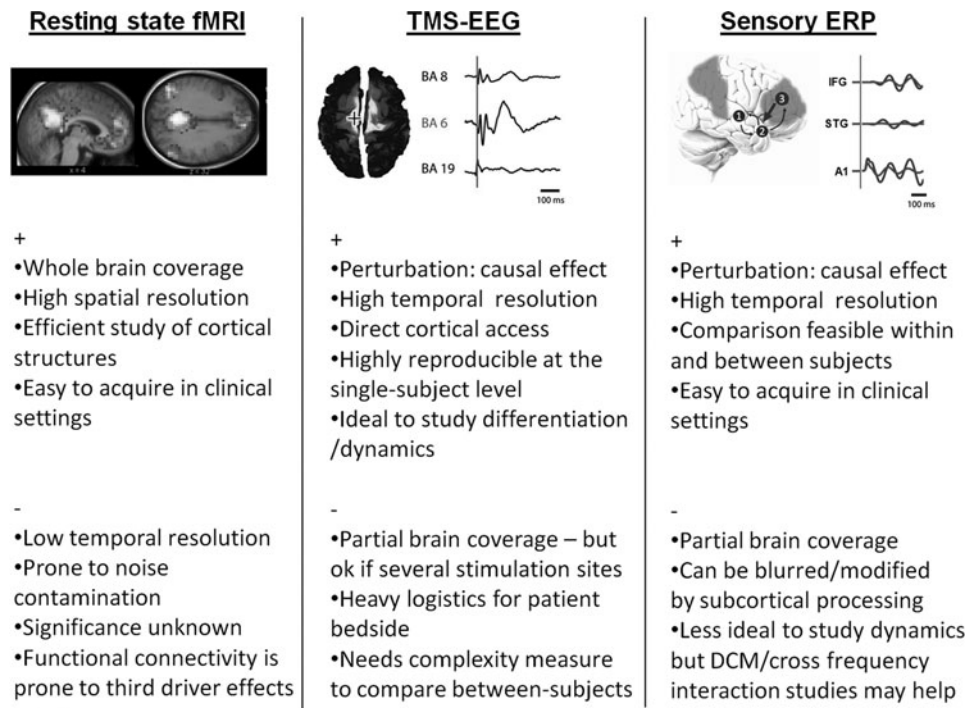 Resting state fMRI
x = 4
z = 32
+
•Whole brain coverage
•High spatial resolution
•Efficient study of cortical
structures
•Easy to acquire in clinical
settings
-
•Low temporal resolution
•Prone to noise
contamination
•Significance unknown
•Functional connectivity is
prone to third driver effects
TMS-EEG
BA 8
BA 6
BA 19
100 ms
+
•Perturbation: causal effect
•High temporal  resolution
•Direct cortical access
•Highly reproducible at the
single-subject level
•Ideal to study differentiation
/dynamics
-
•Partial brain coverage – but
ok if several stimulation sites
•Heavy logistics for patient
bedside
•Needs complexity measure
to compare between-subjects
Sensory ERP
1
2
3
IFG
STG
A1
100 ms
+
•Perturbation: causal effect
•High temporal  resolution
•Comparison feasible within
and between subjects
•Easy to acquire in clinical
settings
-
•Partial brain coverage
•Can be blurred/modified
by subcortical processing
•Less ideal to study dynamics
but DCM/cross frequency
interaction studies may help